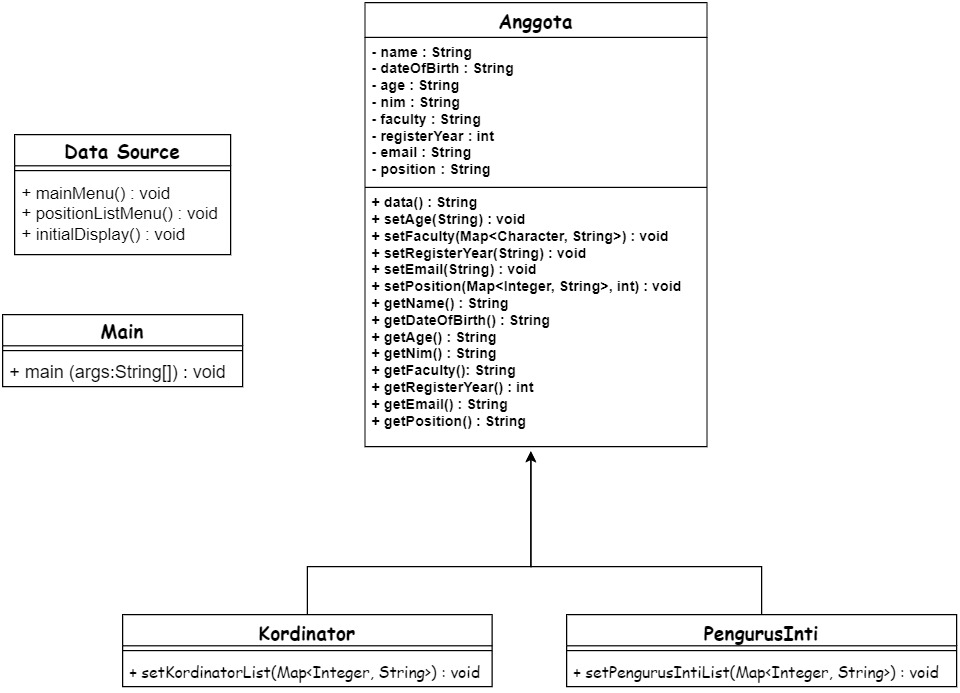 Anggota
- name : String
- dateOfBirth : String
- age : String
- nim : String
- faculty : String
- registerYear : int
- email : String
- position : String
+ data() : String
+ setAge(String) : void
+ setFaculty(Map<Character, String>) : void
+ setRegisterYear(String) : void
+ setEmail(String) : void
+ setPosition(Map<Integer, String>, int) : void
+ getName() : String
+ getDateOfBirth() : String
+ getAge() : String
+ getNim() : String
+ getFaculty(): String
+ getRegisterYear() : int
+ getEmail() : String
+ getPosition() : String
Data Source
+ mainMenu() : void
+ positionListMenu() : void
+ initialDisplay() : void
Main
+ main (args:String[]) : void
Kordinator
+ setKordinatorList(Map<Integer, String>) : void
PengurusInti
+ setPengurusIntiList(Map<Integer, String>) : void